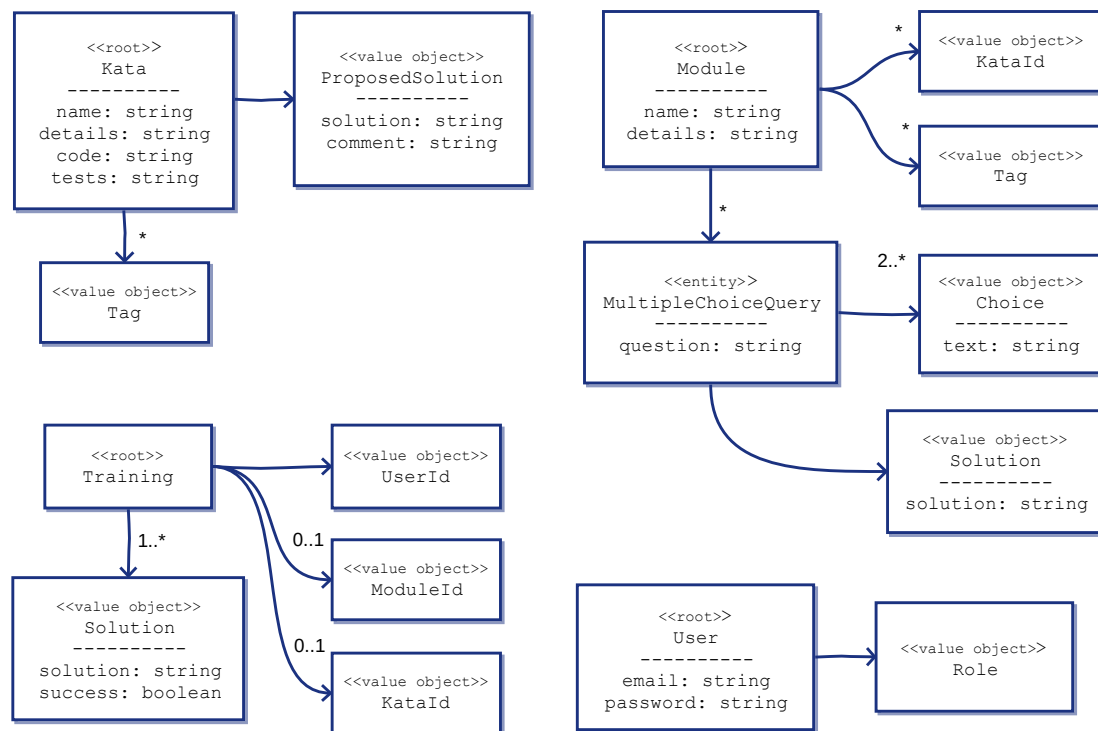 <<root>>
Kata
----------
name: string
details: string
code: string
tests: string
<<value object>>
ProposedSolution
----------
solution: string
comment: string
*
<<value object>>
Tag
<<root>>
Module
----------
name: string
details: string
*
<<value object>>
KataId
*
<<value object>>
Tag
*
<<entity>>
MultipleChoiceQuery
----------
question: string
2..*
<<value object>>
Choice
----------
text: string
<<value object>>
Solution
----------
solution: string
<<root>>
Training
<<value object>>
UserId
0..1
<<value object>>
ModuleId
0..1
<<value object>>
KataId
1..*
<<value object>>
Solution
----------
solution: string
success: boolean
<<root>>
User
----------
email: string
password: string
<<value object>>
Role